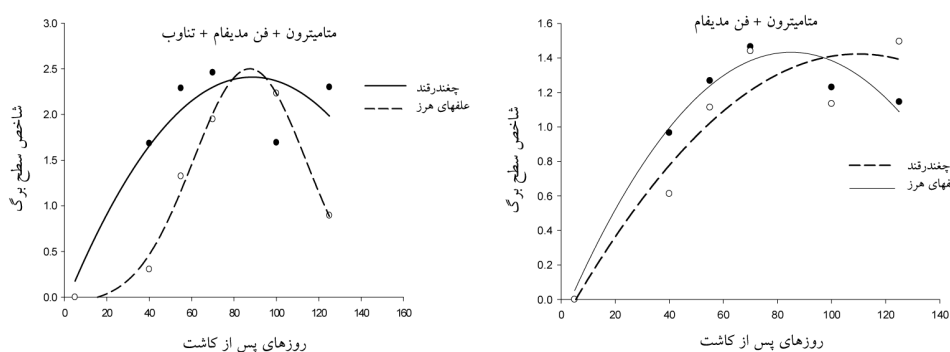 متامیترون + فن مدیفام + تناوب
شاخص سطح برگ
3.0
2.5
2.0
1.5
1.0
0.5
0.0
چغندرقند
علفهای هرز
0 20 40 60 80 100 120 140 160
روزهای پس از کاشت
متامیترون + فن مدیفام
شاخص سطح برگ
1.6
1.4
1.2
1.0
0.8
0.6
0.4
0.2
0.0
چغندرقند
فهای هرز
0 20 40 60 80 100 120 140
روزهای پس از کاشت